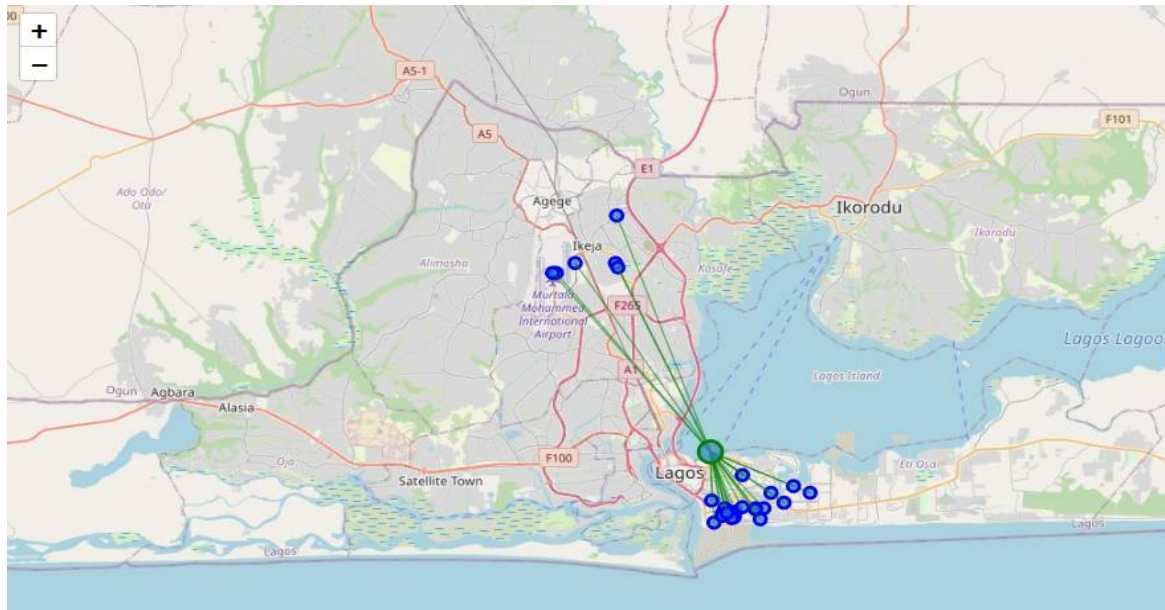 +
−
00
A5-1
A5
Ogun
F101
E1
Ado Odo/
Ota
Agege
Ikorodu
Ikeja
Ikorodu
Alimosho
Kosofe
Murtala
Mohammed
International
Airport
F265
Lagos Lagoo
A1
Lagos Island
Ogun
Agbara
Alasia
Ojo
F100
Satellite Town
Lagos
Eti Osa
Lagos
Lagos